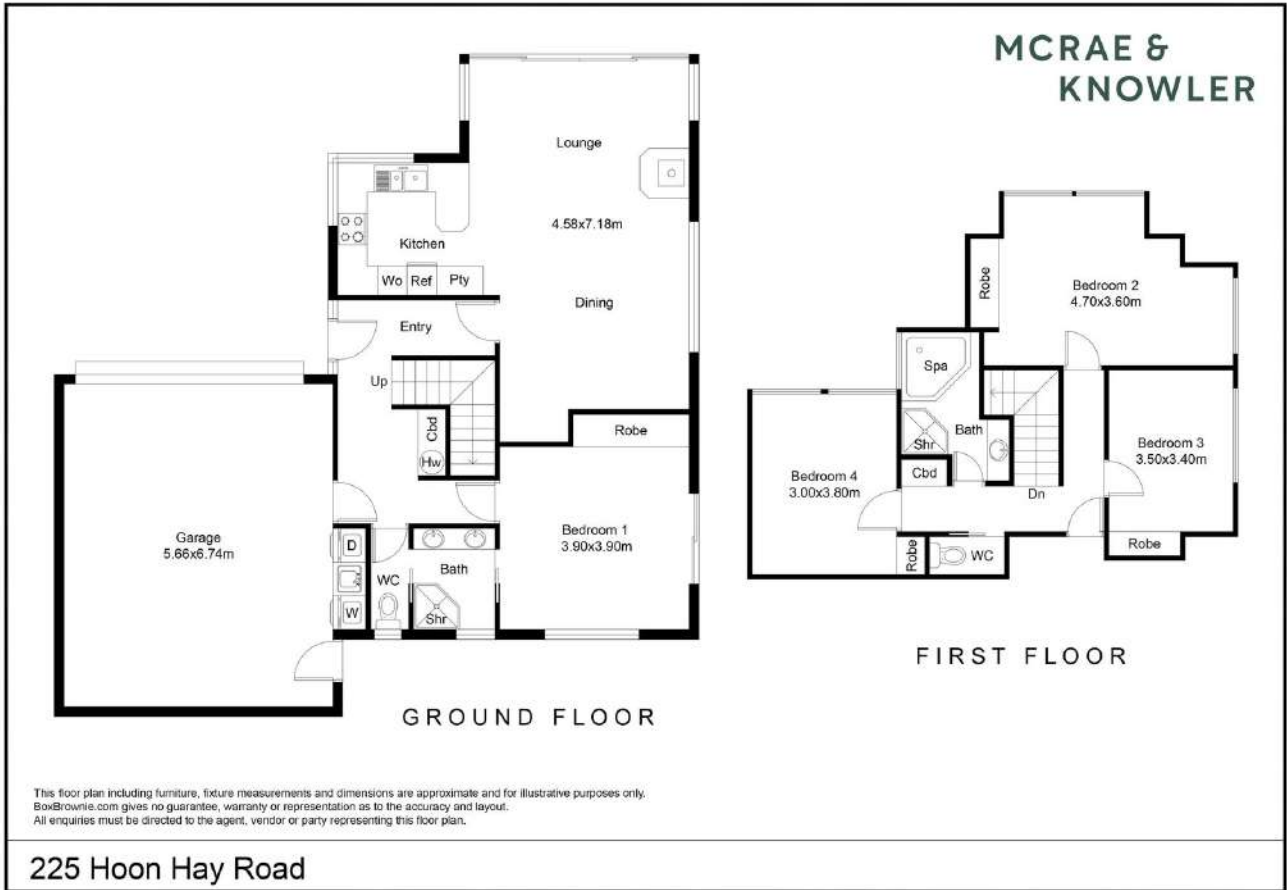 MCRAE &
KNOWLER
Lounge
4.58x7.18m
Kitchen
Wo Ref Pty
Dining
Entry
Up
Cbd
Hw
Robe
Garage
5.66x6.74m
D
W
WC
Bath
Shr
Bedroom 1
3.90x3.90m
GROUND FLOOR
Robe
Bedroom 2
4.70x3.60m
Spa
Bath
Shr
Cbd
Dn
Bedroom 3
3.50x3.40m
Robe
Bedroom 4
3.00x3.80m
Robe
WC
FIRST FLOOR
This floor plan including furniture, fixture measurements and dimensions are approximate and for illustrative purposes only.
BoxBrownie.com gives no guarantee, warranty or representation as to the accuracy and layout.
All enquiries must be directed to the agent, vendor or party representing this floor plan.
225 Hoon Hay Road